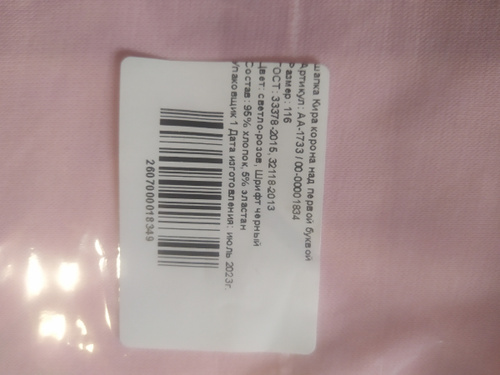 шапка Кира корона над первой буквой
Артикул: АА-1733 / 00-00001834
Размер: 116
ГОСТ: 33378-2015, 32118-2013
Цвет: светло-розов, Шрифт черный
Состав: 95% хлопок, 5% эластан
Упаковщик 1 Дата изготовления: июль 2023г.
2607800018349